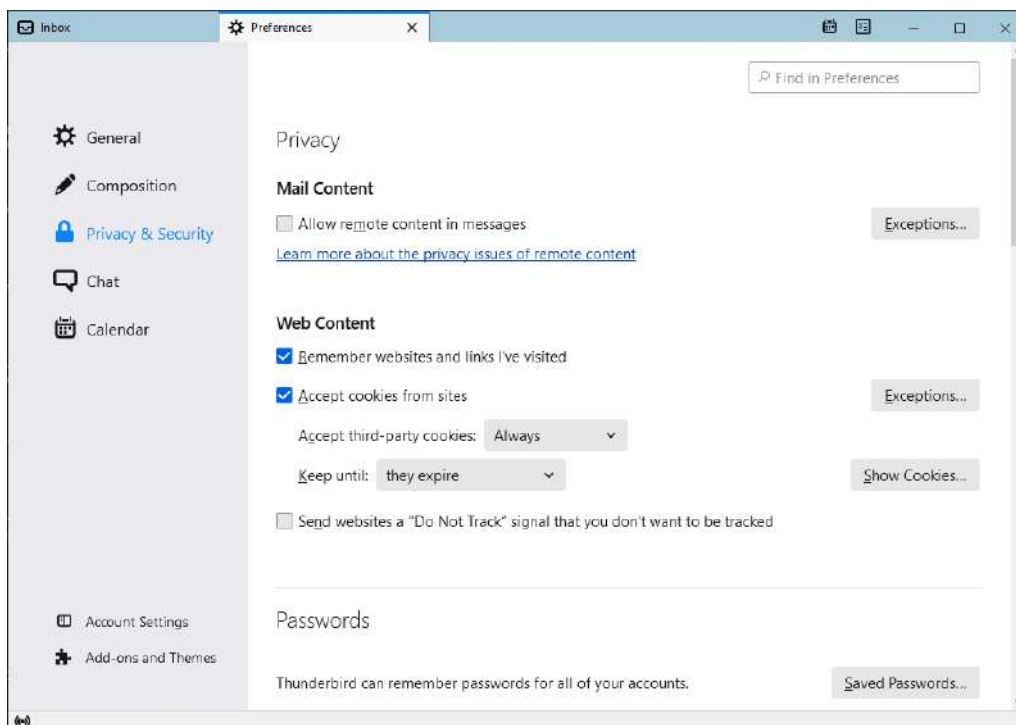 Inbox
Preferences
Find in Preferences
General
Composition
Privacy & Security
Chat
Calendar
Account Settings
Add-ons and Themes
Privacy
Mail Content
Allow remote content in messages
Exceptions...
Learn more about the privacy issues of remote content
Web Content
Remember websites and links I've visited
Accept cookies from sites
Exceptions...
Accept third-party cookies: Always
Keep until: they expire
Show Cookies...
Send websites a “Do Not Track” signal that you don't want to be tracked
Passwords
Thunderbird can remember passwords for all of your accounts.
Saved Passwords...